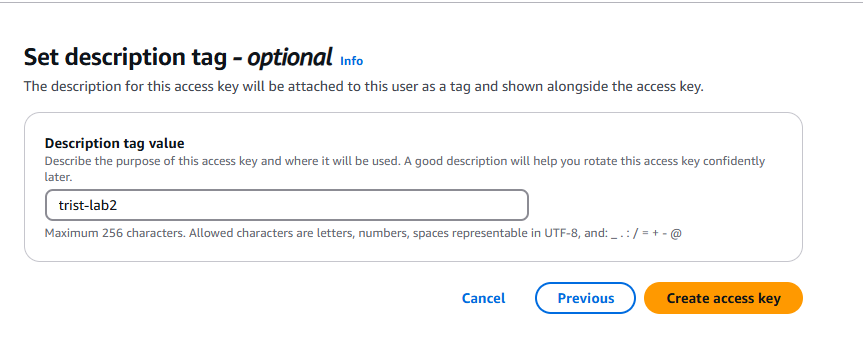 Set description tag - optional Info
The description for this access key will be attached to this user as a tag and shown alongside the access key.
Description tag value
Describe the purpose of this access key and where it will be used. A good description will help you rotate this access key confidently
later.
trist-lab2
Maximum 256 characters. Allowed characters are letters, numbers, spaces representable in UTF-8, and: _ . : / = + - @
Cancel Previous Create access key